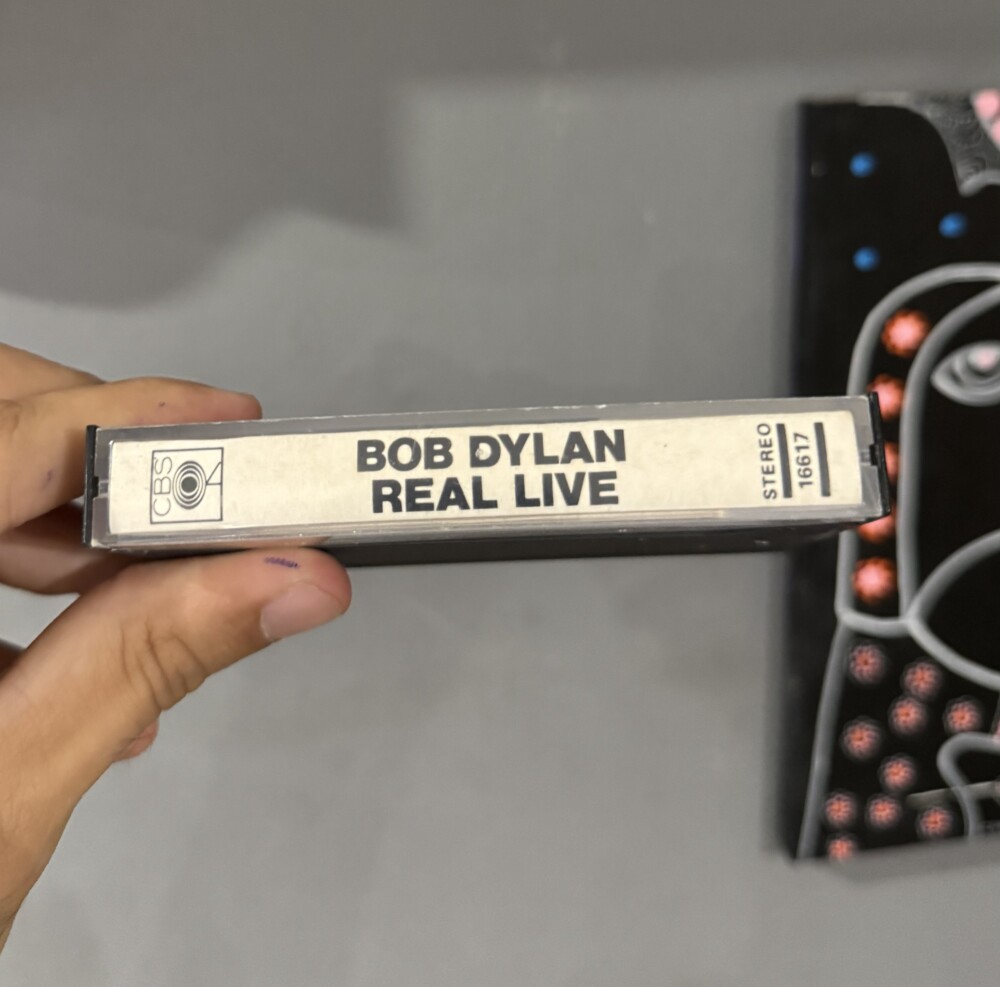 CBS
BOB DYLAN
REAL LIVE
STEREO
16617